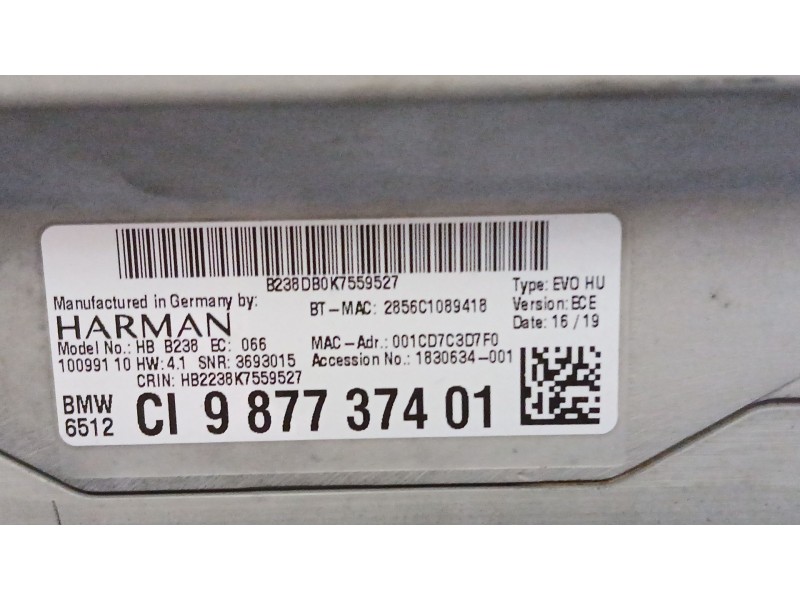 B238DB0K7559527
Manufactured in Germany by:
HARMAN
BT-MAC: 2856C1089418
Type: EVO HU
Version: ECE
Date: 16/19
Model No.: HB B238 EC: 066
MAC-Adr.: 001CD7C3D7F0
100991 10 HW: 4.1 SNR: 3693015
Accession No.: 1830634-001
CRIN: HB2238K7559527
BMW
6512
CI 9 877 374 01